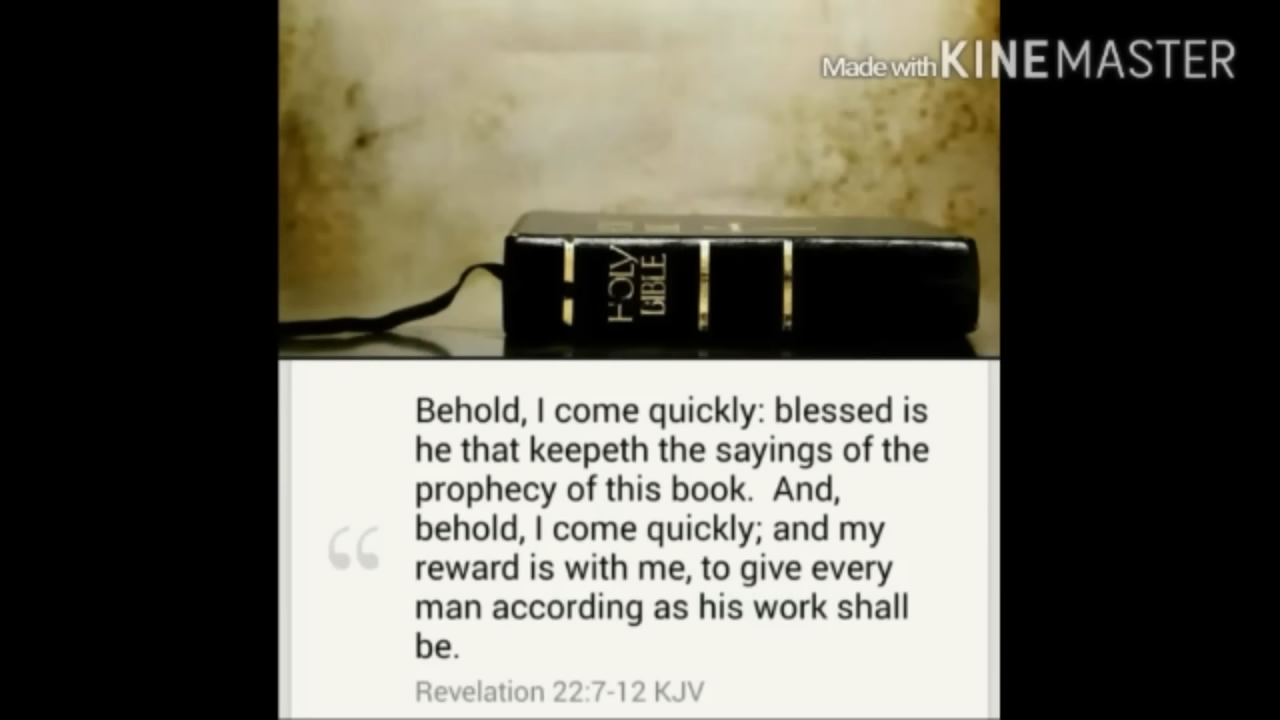 Made with KINEMASTER
HOLY
BIBLE
Behold, I come quickly: blessed is
he that keepeth the sayings of the
prophecy of this book.  And,
behold, I come quickly; and my
reward is with me, to give every
man according as his work shall
be.
Revelation 22:7-12 KJV